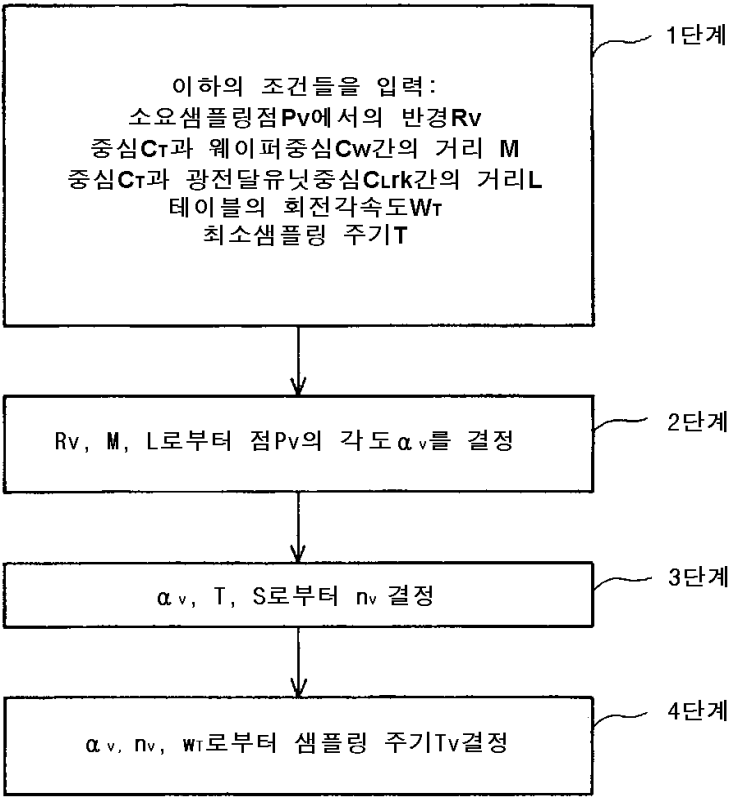 1단계
이하의 조건들을 입력:
소요샘플링점Pv에서의 반경Rv
중심CT과 웨이퍼중심Cw간의 거리 M
중심CT과 광전달유닛중심CLrk간의 거리L
테이블의 회전각속도WT
최소샘플링 주기T
2단계
Rv, M, L로부터 점Pv의 각도αv를 결정
3단계
αv, T, S로부터 nv 결정
4단계
αv, nv, wT로부터 샘플링 주기Tv결정